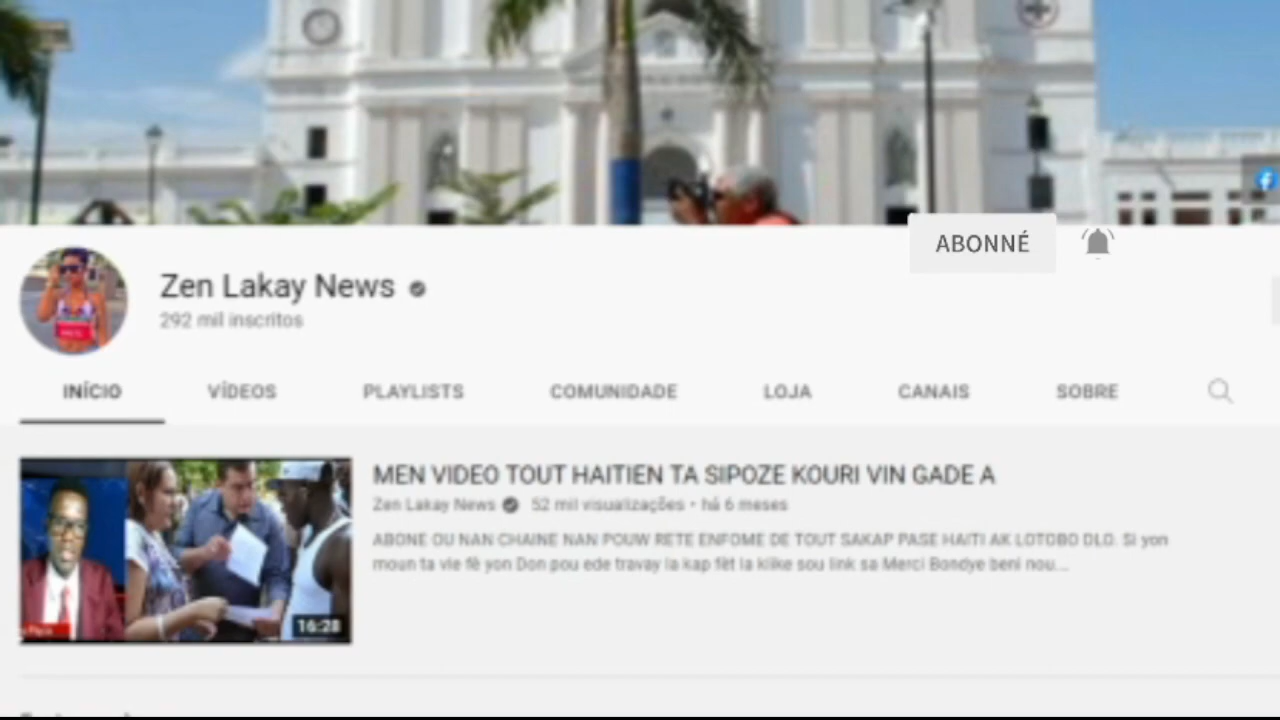 ABONNÉ
Zen Lakay News
292 mil inscritos
INÍCIO VÍDEOS PLAYLISTS COMUNIDADE LOJA CANAIS SOBRE
MEN VIDEO TOUT HAITIEN TA SIPOZE KOURI VIN GADE A
Zen Lakay News 52 mil visualizações • há 6 meses
ABONE OU NAN CHAINE NAN POUW RETE ENFOME DE TOUT SAKAP PASE HAITI AK LOTOBO DLO. Si yon
moun ta vle fè yon Don pou ede travay la kap fèt la klike sou link sa Merci Bondye beni nou...
16:28